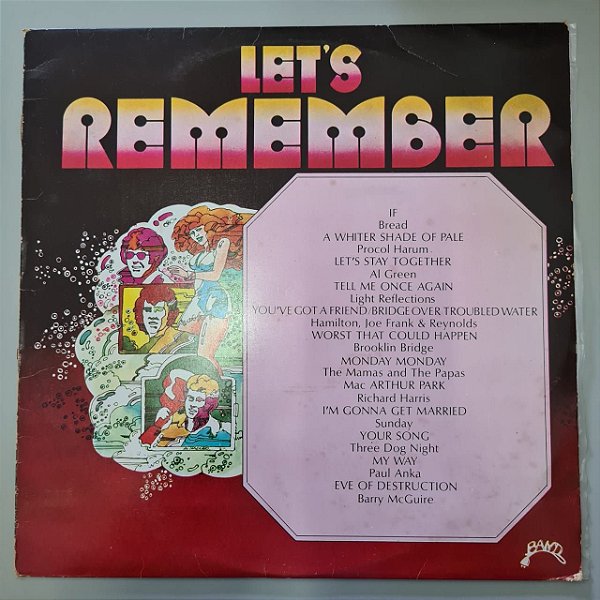 LET'S
REMEMBER
IF
Bread
A WHITER SHADE OF PALE
Procol Harum
LET'S STAY TOGETHER
Al Green
TELL ME ONCE AGAIN
Light Reflections
YOU'VE GOT A FRIEND/BRIDGE OVER TROUBLED WATER
Hamilton, Joe Frank & Reynolds
WORST THAT COULD HAPPEN
Brooklin Bridge
MONDAY MONDAY
The Mamas and The Papas
Mac ARTHUR PARK
Richard Harris
I'M GONNA GET MARRIED
Sunday
YOUR SONG
Three Dog Night
MY WAY
Paul Anka
EVE OF DESTRUCTION
Barry McGuire
BAND